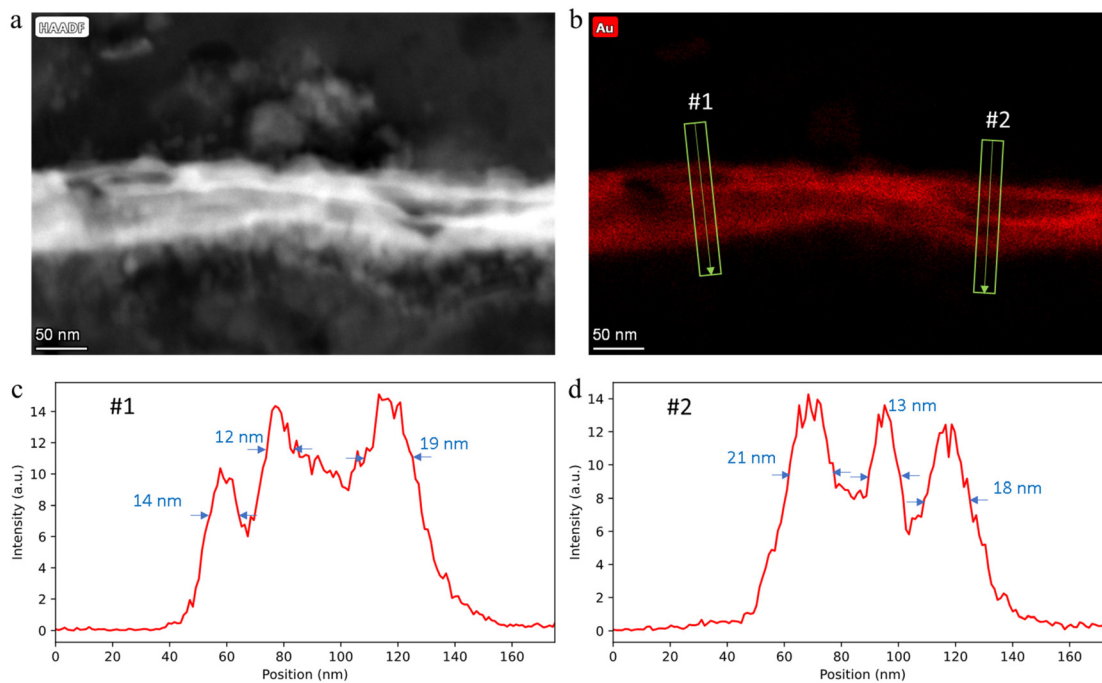 a
HAADF
50 nm
b
Au
#1
#2
50 nm
c
#1
12 nm
19 nm
14 nm
Intensity (a.u.)
14
12
10
8
6
4
2
0
0 20 40 60 80 100 120 140 160
Position (nm)
d
#2
13 nm
21 nm
18 nm
Intensity (a.u.)
14
12
10
8
6
4
2
0
0 20 40 60 80 100 120 140 160
Position (nm)